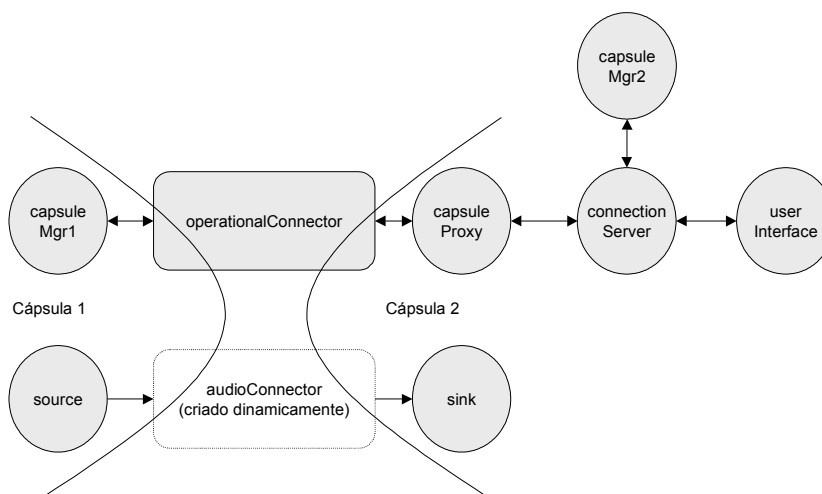 capsule
Mgr2
capsule
Mgr1
operationalConnector
capsule
Proxy
connection
Server
user
Interface
Cápsula 1
Cápsula 2
source
audioConnector
(criado dinamicamente)
sink